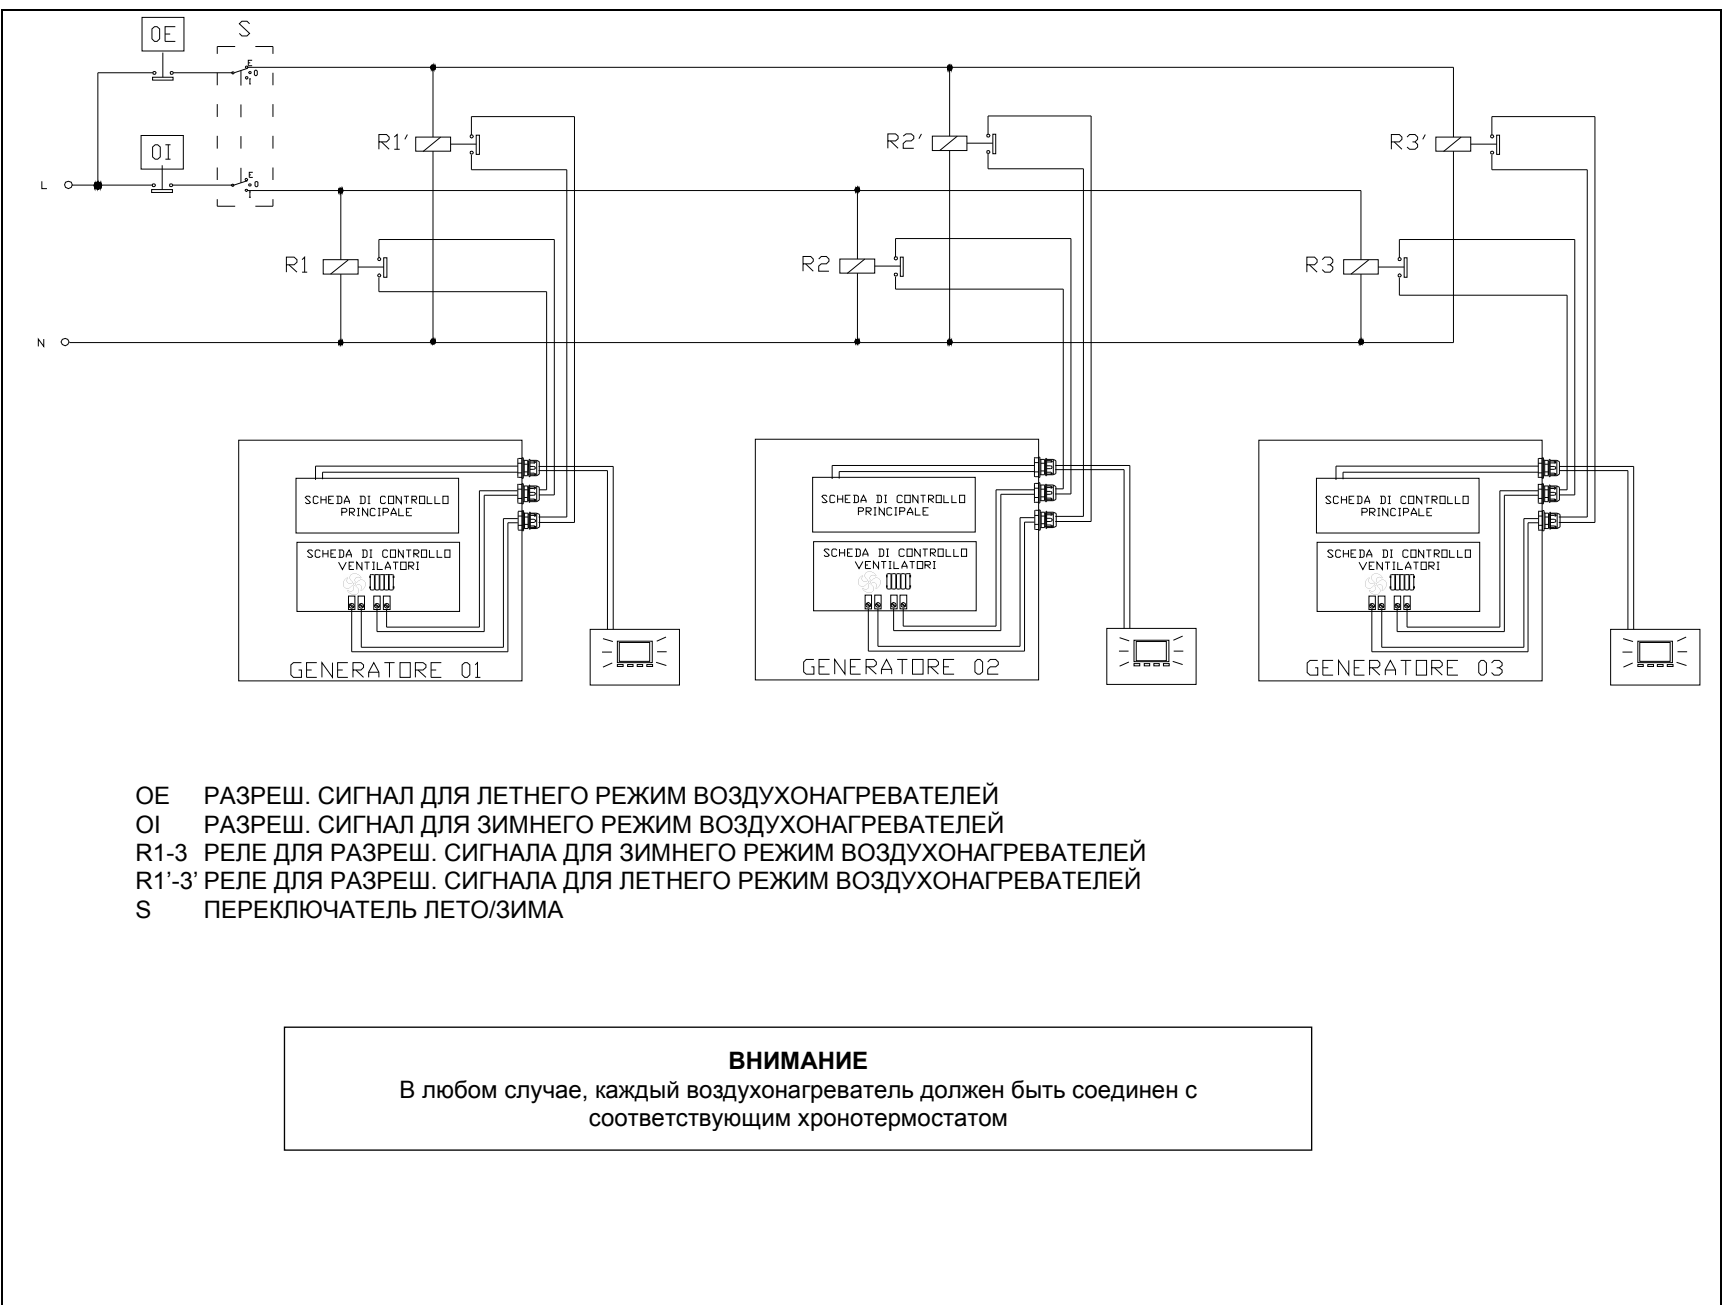 OE
S
E
O
I
R1′
R2′
R3′
OI
L
E
O
I
R1
R2
R3
N
SCHEDA DI CONTROLLO
PRINCIPALE
SCHEDA DI CONTROLLO
VENTILATORI
GENERATORE 01
SCHEDA DI CONTROLLO
PRINCIPALE
SCHEDA DI CONTROLLO
VENTILATORI
GENERATORE 02
SCHEDA DI CONTROLLO
PRINCIPALE
SCHEDA DI CONTROLLO
VENTILATORI
GENERATORE 03
OE РАЗРЕШ. СИГНАЛ ДЛЯ ЛЕТНЕГО РЕЖИМ ВОЗДУХОНАГРЕВАТЕЛЕЙ
OI РАЗРЕШ. СИГНАЛ ДЛЯ ЗИМНЕГО РЕЖИМ ВОЗДУХОНАГРЕВАТЕЛЕЙ
R1-3 РЕЛЕ ДЛЯ РАЗРЕШ. СИГНАЛА ДЛЯ ЗИМНЕГО РЕЖИМ ВОЗДУХОНАГРЕВАТЕЛЕЙ
R1’-3’ РЕЛЕ ДЛЯ РАЗРЕШ. СИГНАЛА ДЛЯ ЛЕТНЕГО РЕЖИМ ВОЗДУХОНАГРЕВАТЕЛЕЙ
S ПЕРЕКЛЮЧАТЕЛЬ ЛЕТО/ЗИМА
ВНИМАНИЕ
В любом случае, каждый воздухонагреватель должен быть соединен с
соответствующим хронотермостатом